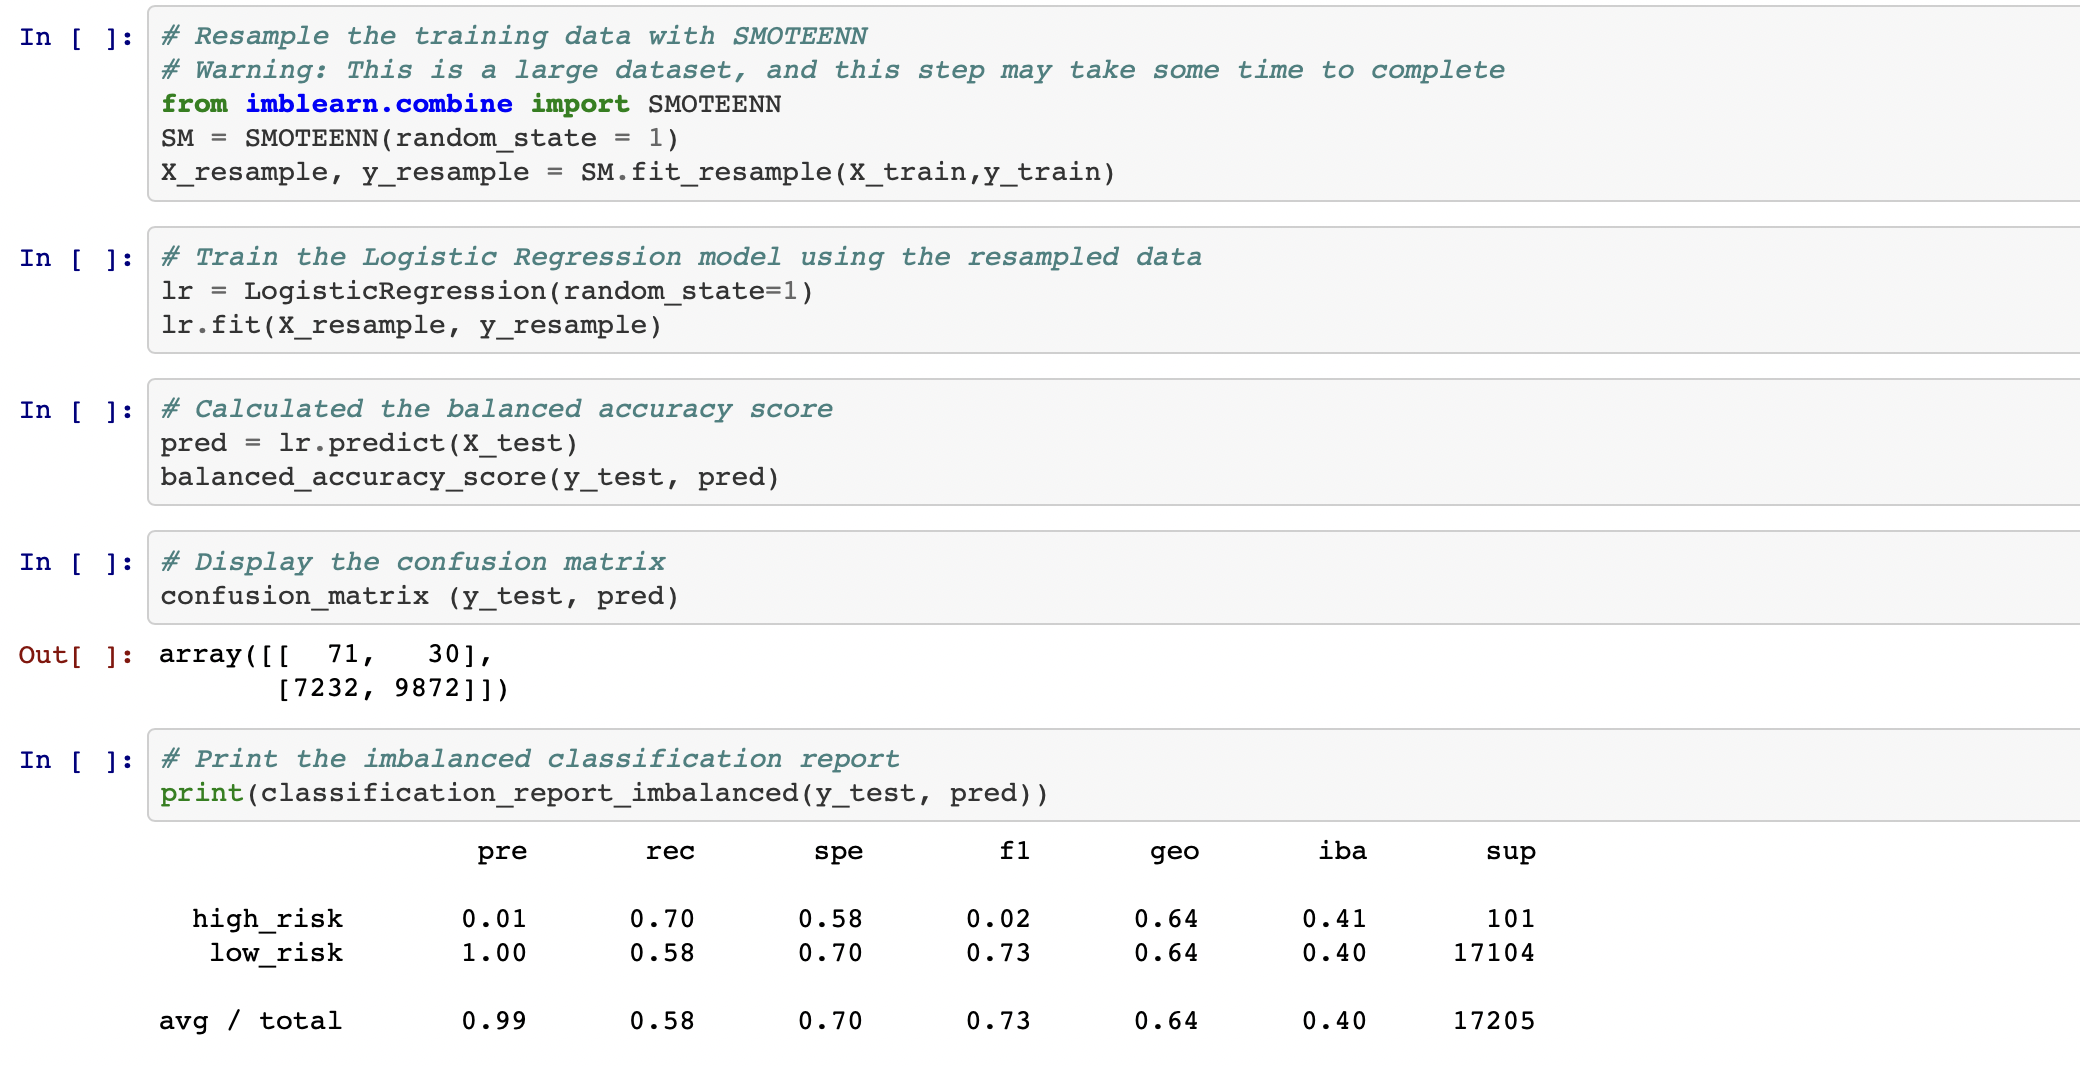 In [ ]: # Resample the training data with SMOTEENN
# Warning: This is a large dataset, and this step may take some time to complete
from imblearn.combine import SMOTEENN
SM = SMOTEENN(random_state = 1)
X_resample, y_resample = SM.fit_resample(X_train,y_train)
In [ ]: # Train the Logistic Regression model using the resampled data
lr = LogisticRegression(random_state=1)
lr.fit(X_resample, y_resample)
In [ ]: # Calculated the balanced accuracy score
pred = lr.predict(X_test)
balanced_accuracy_score(y_test, pred)
In [ ]: # Display the confusion matrix
confusion_matrix (y_test, pred)
Out[ ]: array([[ 71, 30],
[7232, 9872]])
In [ ]: # Print the imbalanced classification report
print(classification_report_imbalanced(y_test, pred))
pre rec spe f1 geo iba sup
high_risk 0.01 0.70 0.58 0.02 0.64 0.41 101
low_risk 1.00 0.58 0.70 0.73 0.64 0.40 17104
avg / total 0.99 0.58 0.70 0.73 0.64 0.40 17205